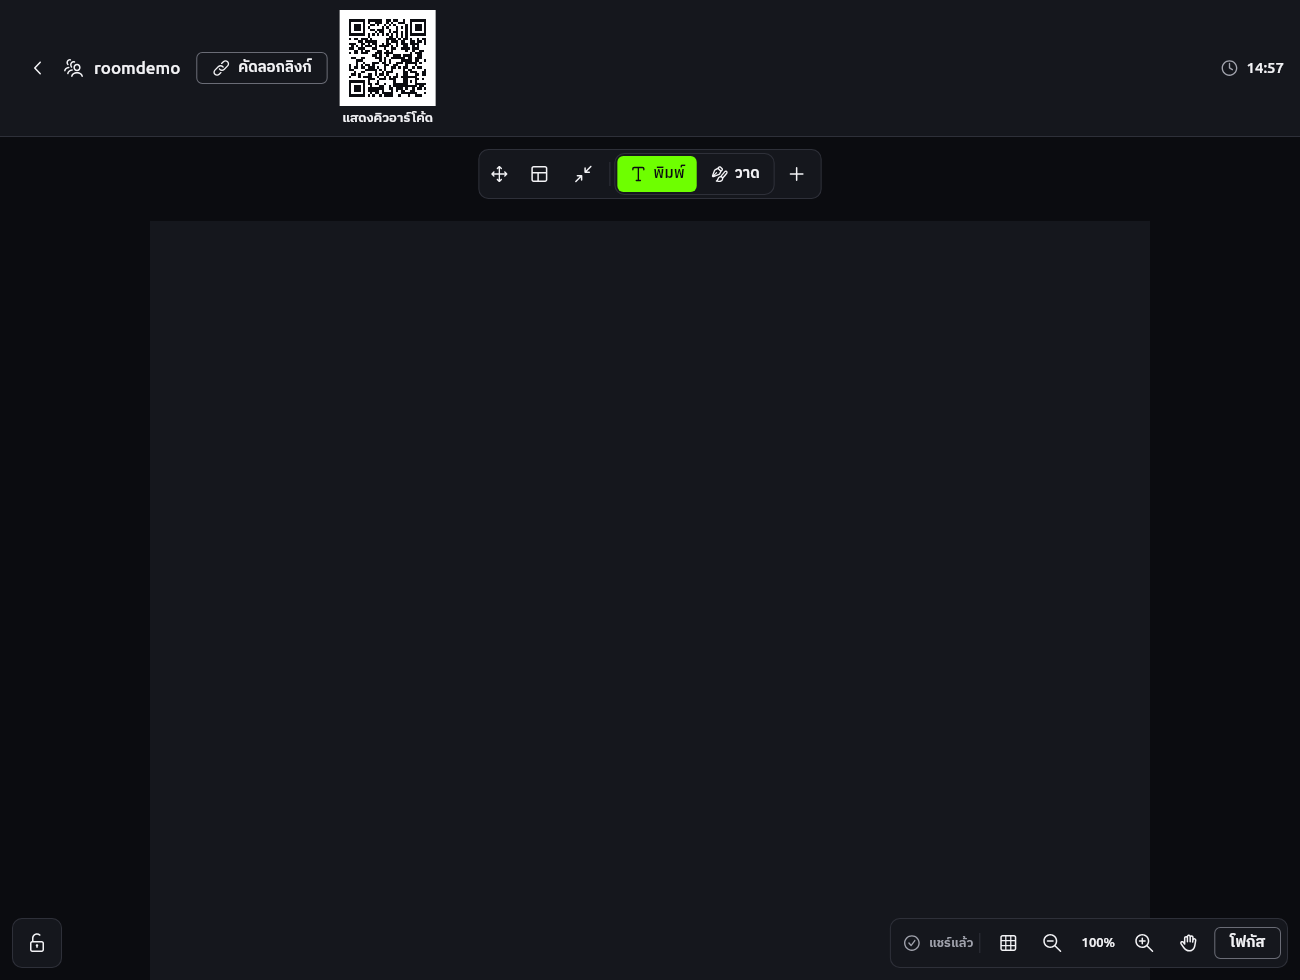 roomdemo
คัดลอกลิงก์
แสดงคิวอาร์โค้ด
14:57
พิมพ์
วาด
แชร์แล้ว
100%
โฟกัส